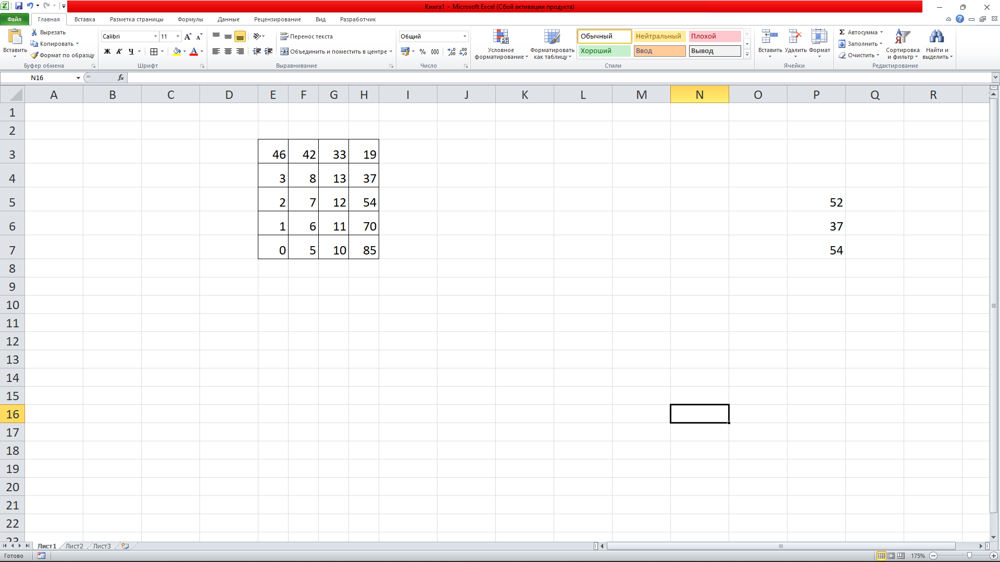 Книга1 - Microsoft Excel (Сбой активации продукта)
Файл Главная Вставка Разметка страницы Формулы Данные Рецензирование Вид Разработчик
Вставить
Вырезать
Копировать
Формат по образцу
Буфер обмена
Calibri 11
Ж К Ч
Шрифт
Перенос текста
Объединить и поместить в центре
Выравнивание
Общий
% 000
Число
Условное форматирование
Форматировать как таблицу
Обычный Нейтральный Плохой
Хороший Ввод Вывод
Стили
Вставить Удалить Формат
Ячейки
Σ Автосумма
Заполнить
Очистить
Сортировка и фильтр
Найти и выделить
Редактирование
N16 fx
A B C D E F G H I J K L M N O P Q R
1
2
3 46 42 33 19
4 3 8 13 37
5 2 7 12 54 52
6 1 6 11 70 37
7 0 5 10 85 54
8
9
10
11
12
13
14
15
16
17
18
19
20
21
22
23
Лист1 Лист2 Лист3
Готово 175%